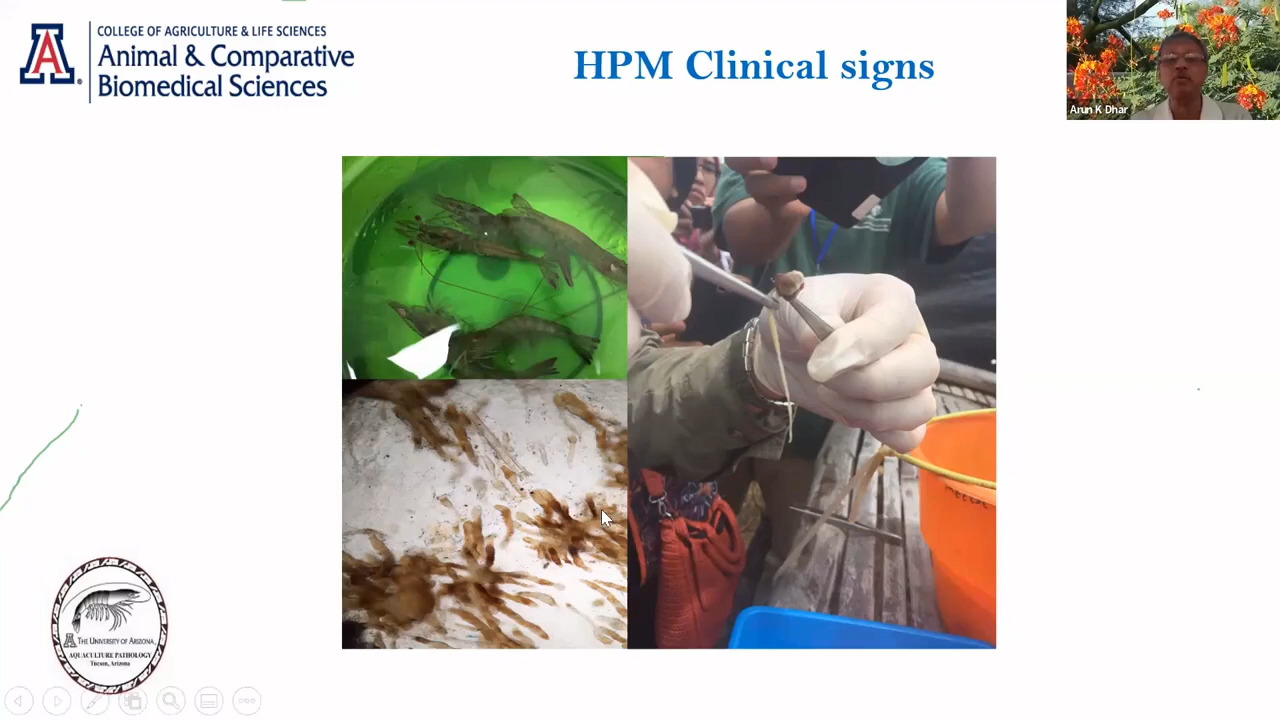 COLLEGE OF AGRICULTURE & LIFE SCIENCES
Animal & Comparative
Biomedical Sciences
HPM Clinical signs
Arun K Dhar
A
THE UNIVERSITY OF ARIZONA
AQUACULTURE PATHOLOGY
Tucson, Arizona